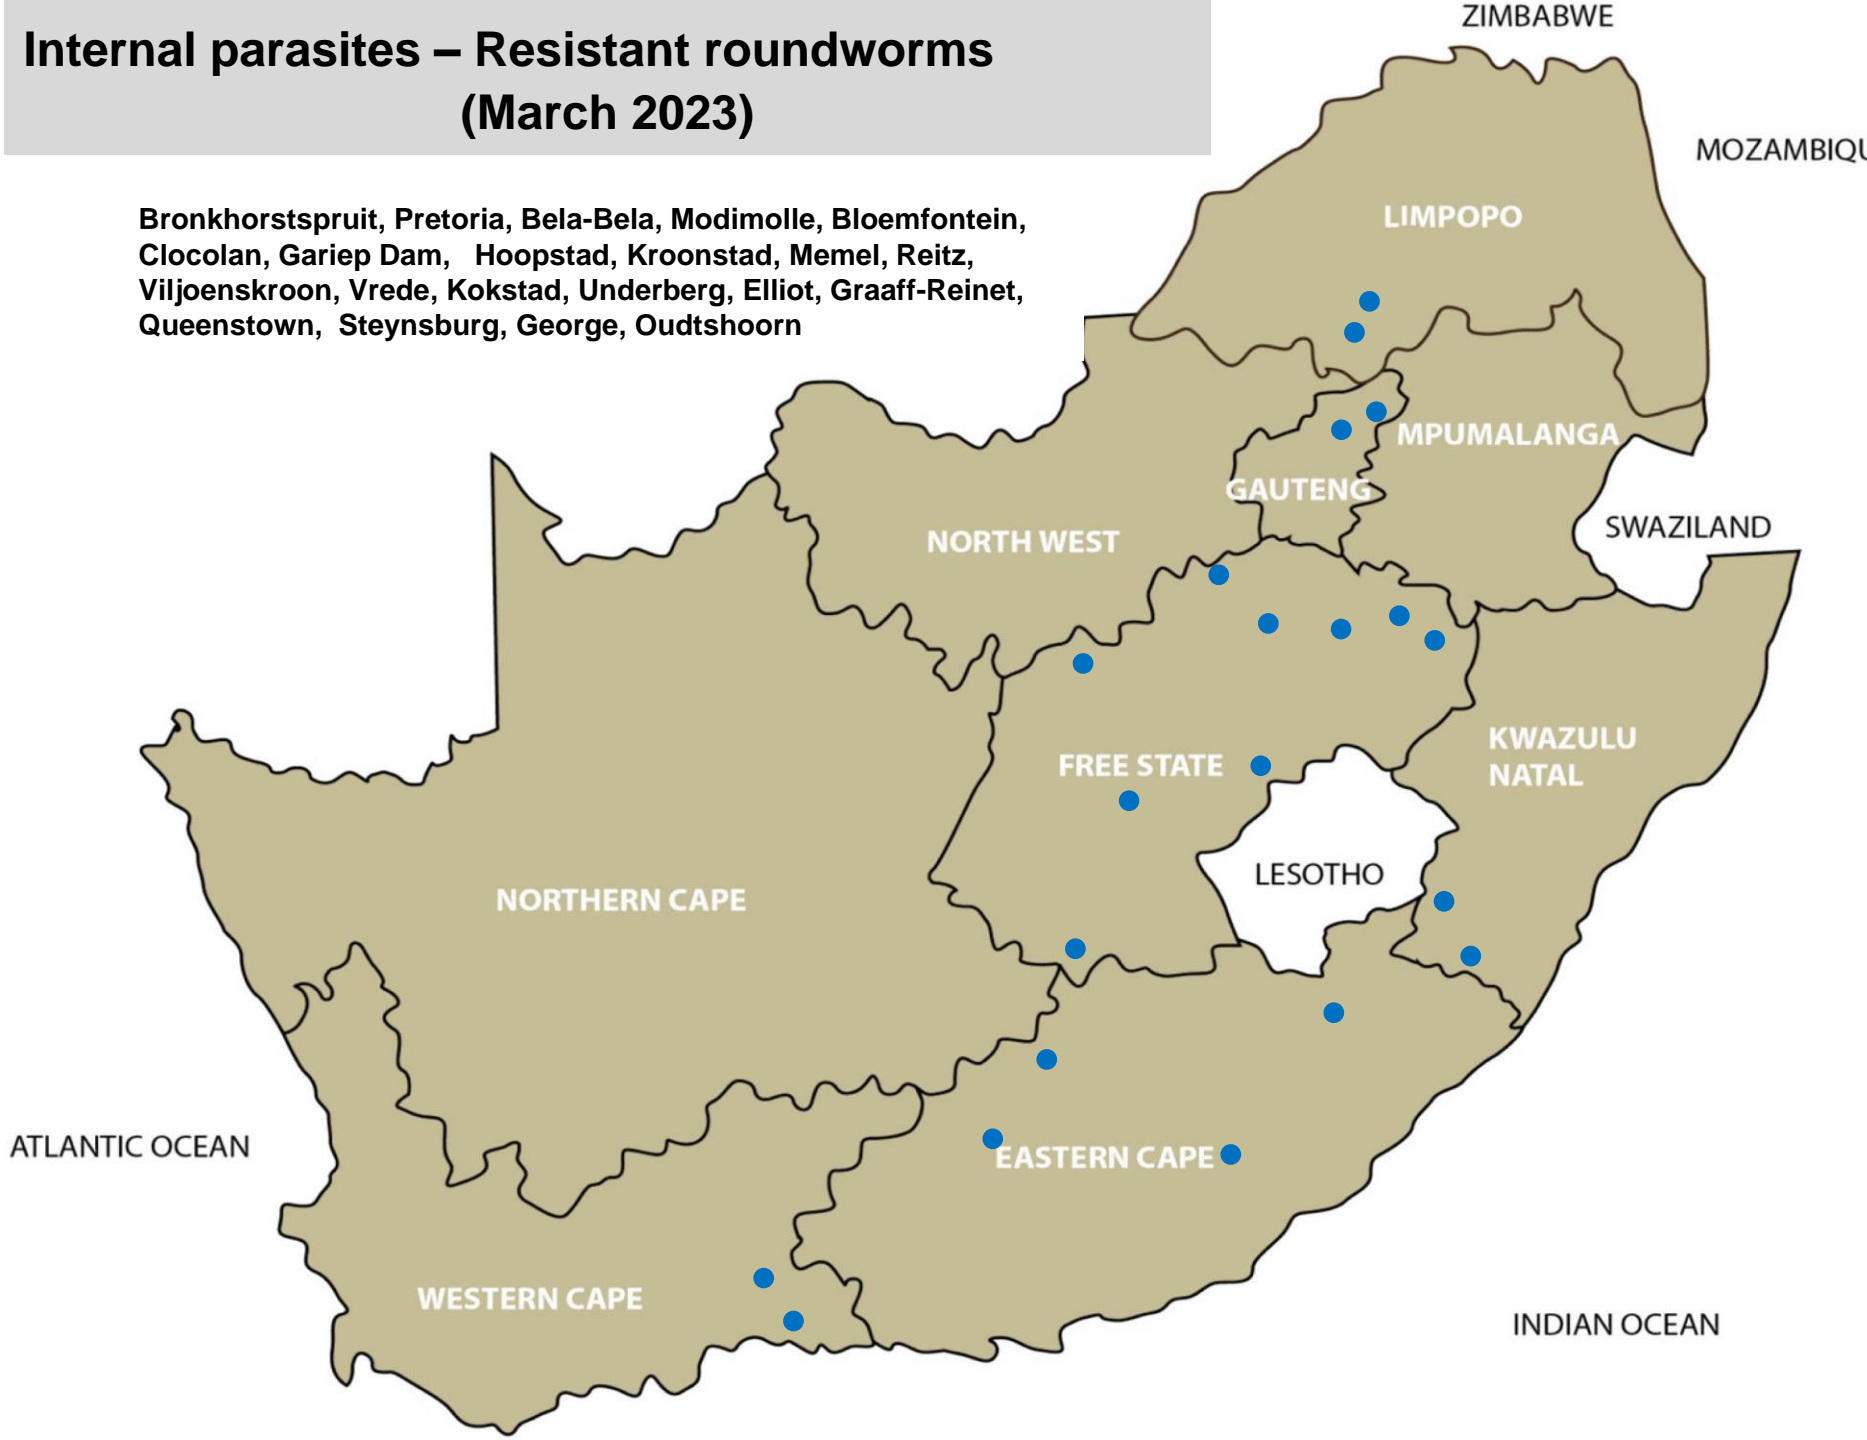 Internal parasites – Resistant roundworms
(March 2023)
Bronkhorstspruit, Pretoria, Bela-Bela, Modimolle, Bloemfontein,
Clocolan, Gariep Dam, Hoopstad, Kroonstad, Memel, Reitz,
Viljoenskroon, Vrede, Kokstad, Underberg, Elliot, Graaff-Reinet,
Queenstown, Steynsburg, George, Oudtshoorn
ZIMBABWE
MOZAMBIQU
LIMPOPO
MPUMALANGA
GAUTENG
SWAZILAND
NORTH WEST
KWAZULU
NATAL
FREE STATE
LESOTHO
NORTHERN CAPE
ATLANTIC OCEAN
EASTERN CAPE
WESTERN CAPE
INDIAN OCEAN